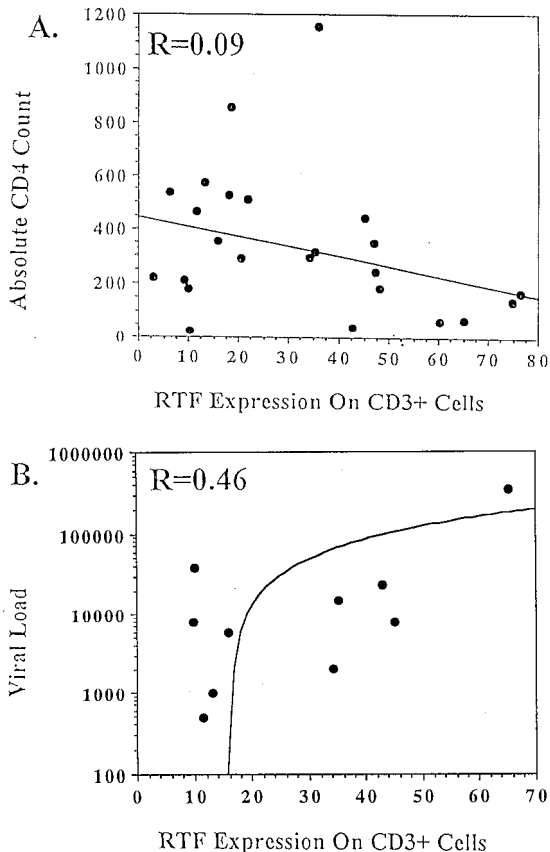 A.
R=0.09
1200
1000
800
600
400
200
0
Absolute CD4 Count
0 10 20 30 40 50 60 70 80
RTF Expression On CD3+ Cells
B.
R=0.46
1000000
100000
10000
1000
100
Viral Load
0 10 20 30 40 50 60 70
RTF Expression On CD3+ Cells